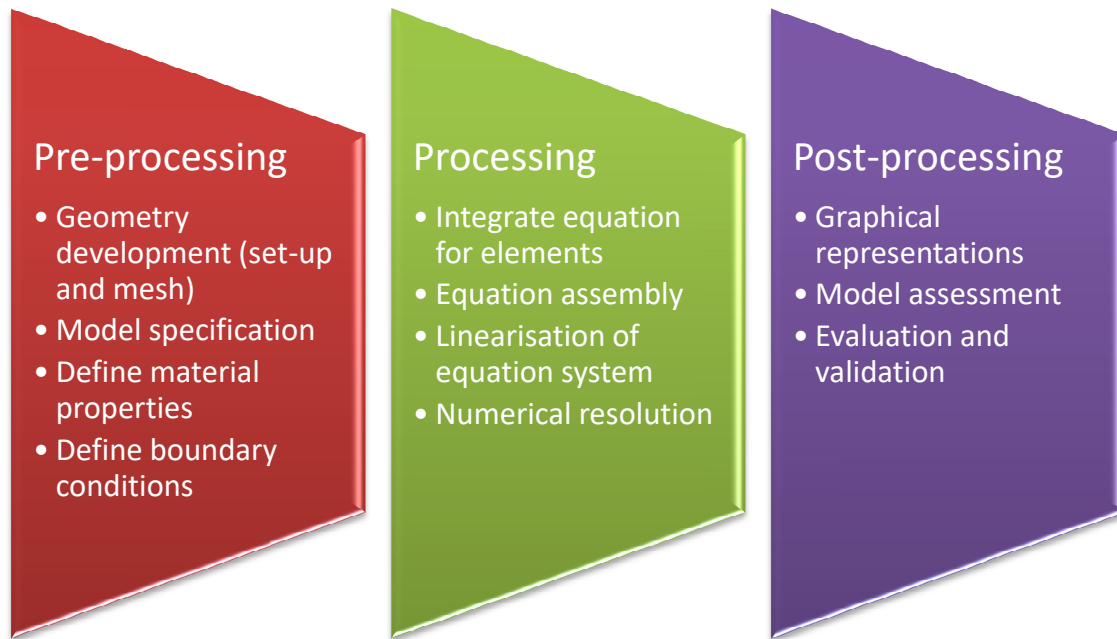 Pre-processing
• Geometry
development (set-up
and mesh)
• Model specification
• Define material
properties
• Define boundary
conditions
Processing
• Integrate equation
for elements
• Equation assembly
• Linearisation of
equation system
• Numerical resolution
Post-processing
• Graphical
representations
• Model assessment
• Evaluation and
validation